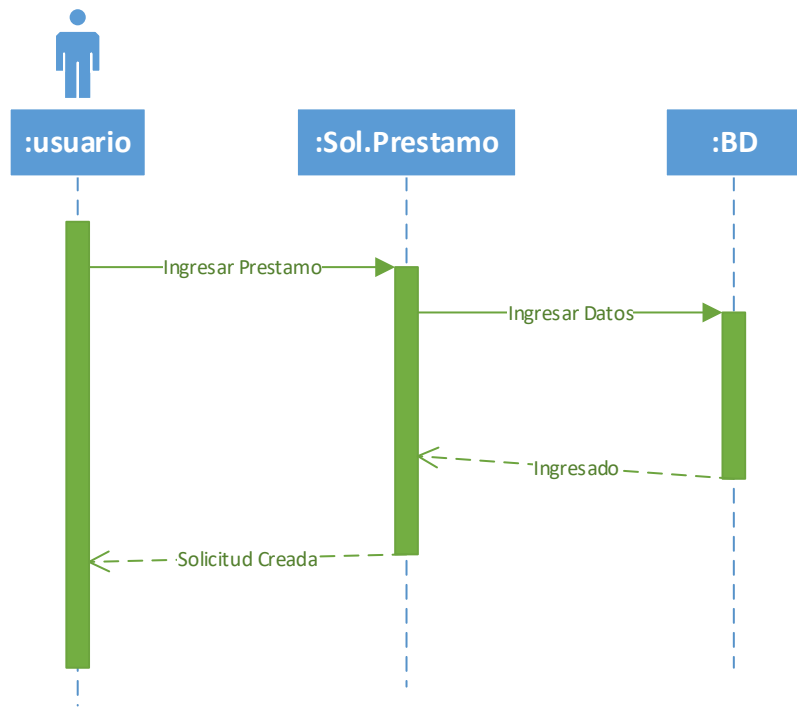 :usuario
:Sol.Prestamo
:BD
Ingresar Prestamo
Ingresar Datos
Ingresado
Solicitud Creada